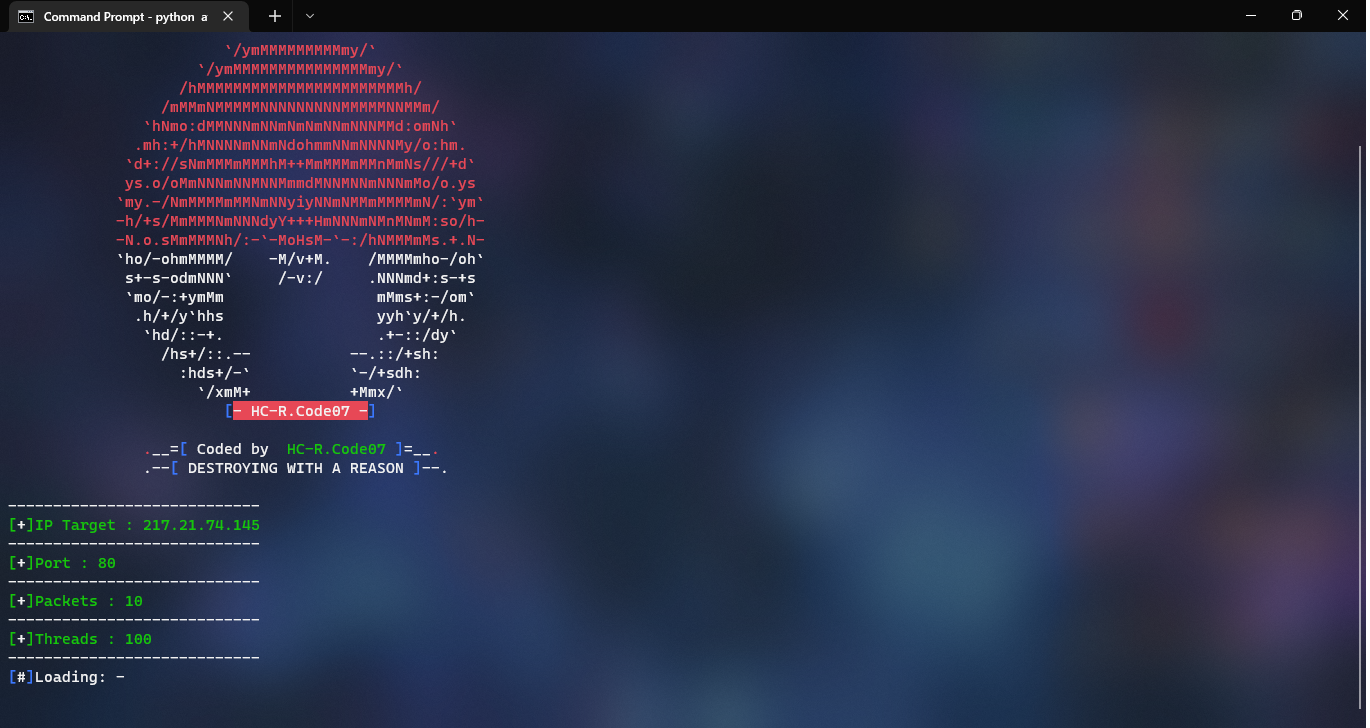 Command Prompt - python a
`/ymMMMMMMMMMmy/`
`/ymMMMMMMMMMMMMMMMmy/`
/hMMMMMMMMMMMMMMMMMMMMMMMh/
/mMMmNMMMMMNNNNNNNNNMMMMMNNMMm/
`hNmo:dMMNNNmNNmNmNmNNmNNNMMd:omNh`
.mh:+/hMNNNNmNNmNdohmmNNmNNNNMy/o:hm.
`d+://sNmMMMmMMMhM++MmMMMmMMnMmNs///+d`
ys.o/oMmNNNmNNMNNMmmdMNNMNNmNNNmMo/o.ys
`my.-/NmMMMMmMMNmNNyiyNNmNMMmMMMMmN/:`ym`
-h/+s/MmMMMNmNNNdyY+++HmNNNmNMnMNmM:so/h-
-N.o.sMmMMMNh/:-`-MoHsM-`-:/hNMMMmMs.+.N-
`ho/-ohmMMMM/    -M/v+M.    /MMMMmho-/oh`
s+-s-odmNNN`     /-v:/     .NNNmd+:s-+s
`mo/-:+ymMm                 mMms+:-/om`
.h/+/y`hhs                 yyh`y/+/h.
`hd/::-+.                 .+-::/dy`
/hs+/::.--           --.::/+sh:
:hds+/-`           `-/+sdh:
`/xmM+           +Mmx/`
[- HC-R.Code07 -]
.__=[ Coded by  HC-R.Code07 ]=__.
.--[ DESTROYING WITH A REASON ]--.
----------------------------
[+]IP Target : 217.21.74.145
----------------------------
[+]Port : 80
----------------------------
[+]Packets : 10
----------------------------
[+]Threads : 100
----------------------------
[#]Loading: -